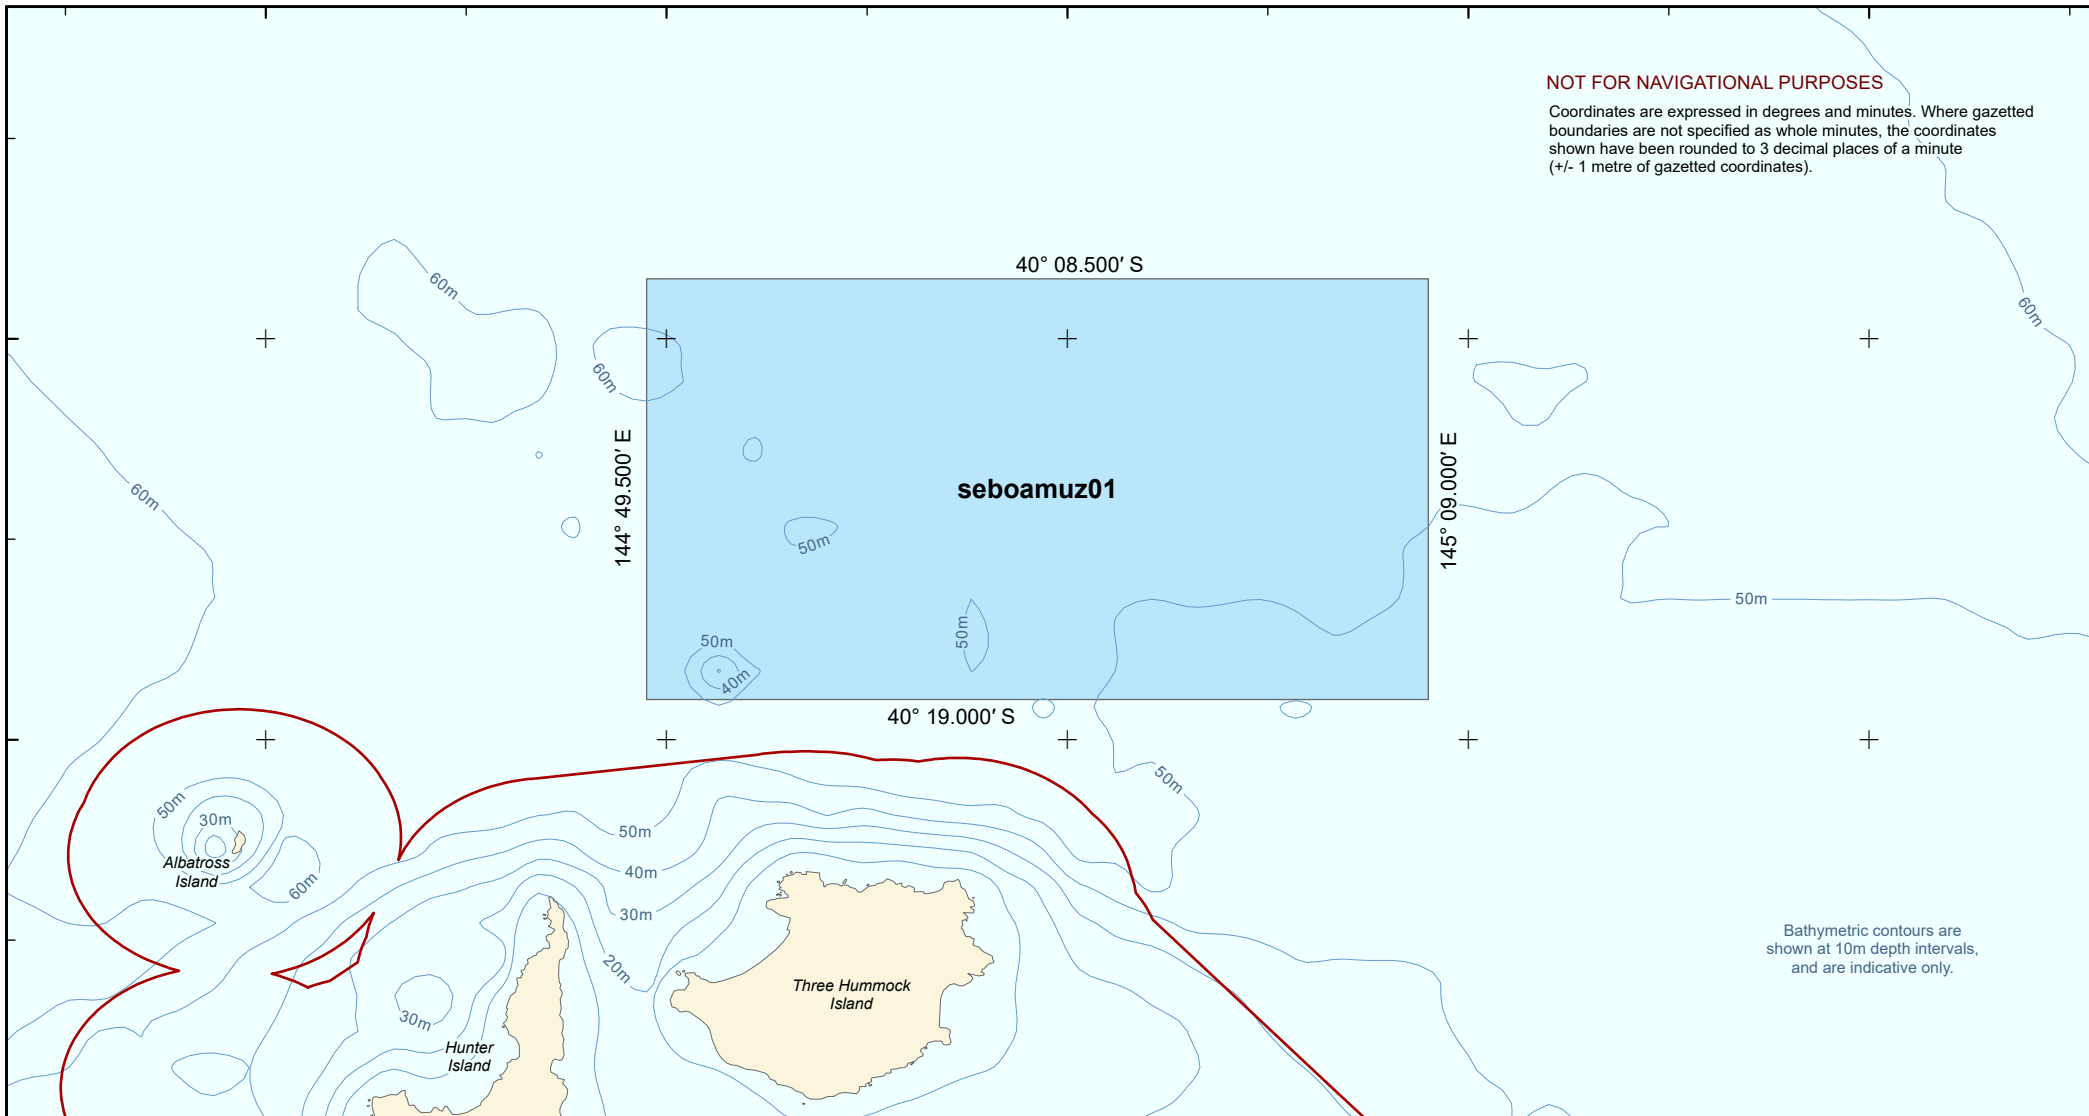 NOT FOR NAVIGATIONAL PURPOSES
Coordinates are expressed in degrees and minutes. Where gazetted
boundaries are not specified as whole minutes, the coordinates
shown have been rounded to 3 decimal places of a minute
(+/- 1 metre of gazetted coordinates).
40° 08.500′ S
60m
60m
60m
144° 49.500′ E
145° 09.000′ E
60m
seboamuz01
50m
50m
50m
50m
40m
40° 19.000′ S
50m
50m
30m
50m
Albatross
Island
60m
40m
30m
20m
Three Hummock
Island
30m
Hunter
Island
Bathymetric contours are
shown at 10m depth intervals,
and are indicative only.